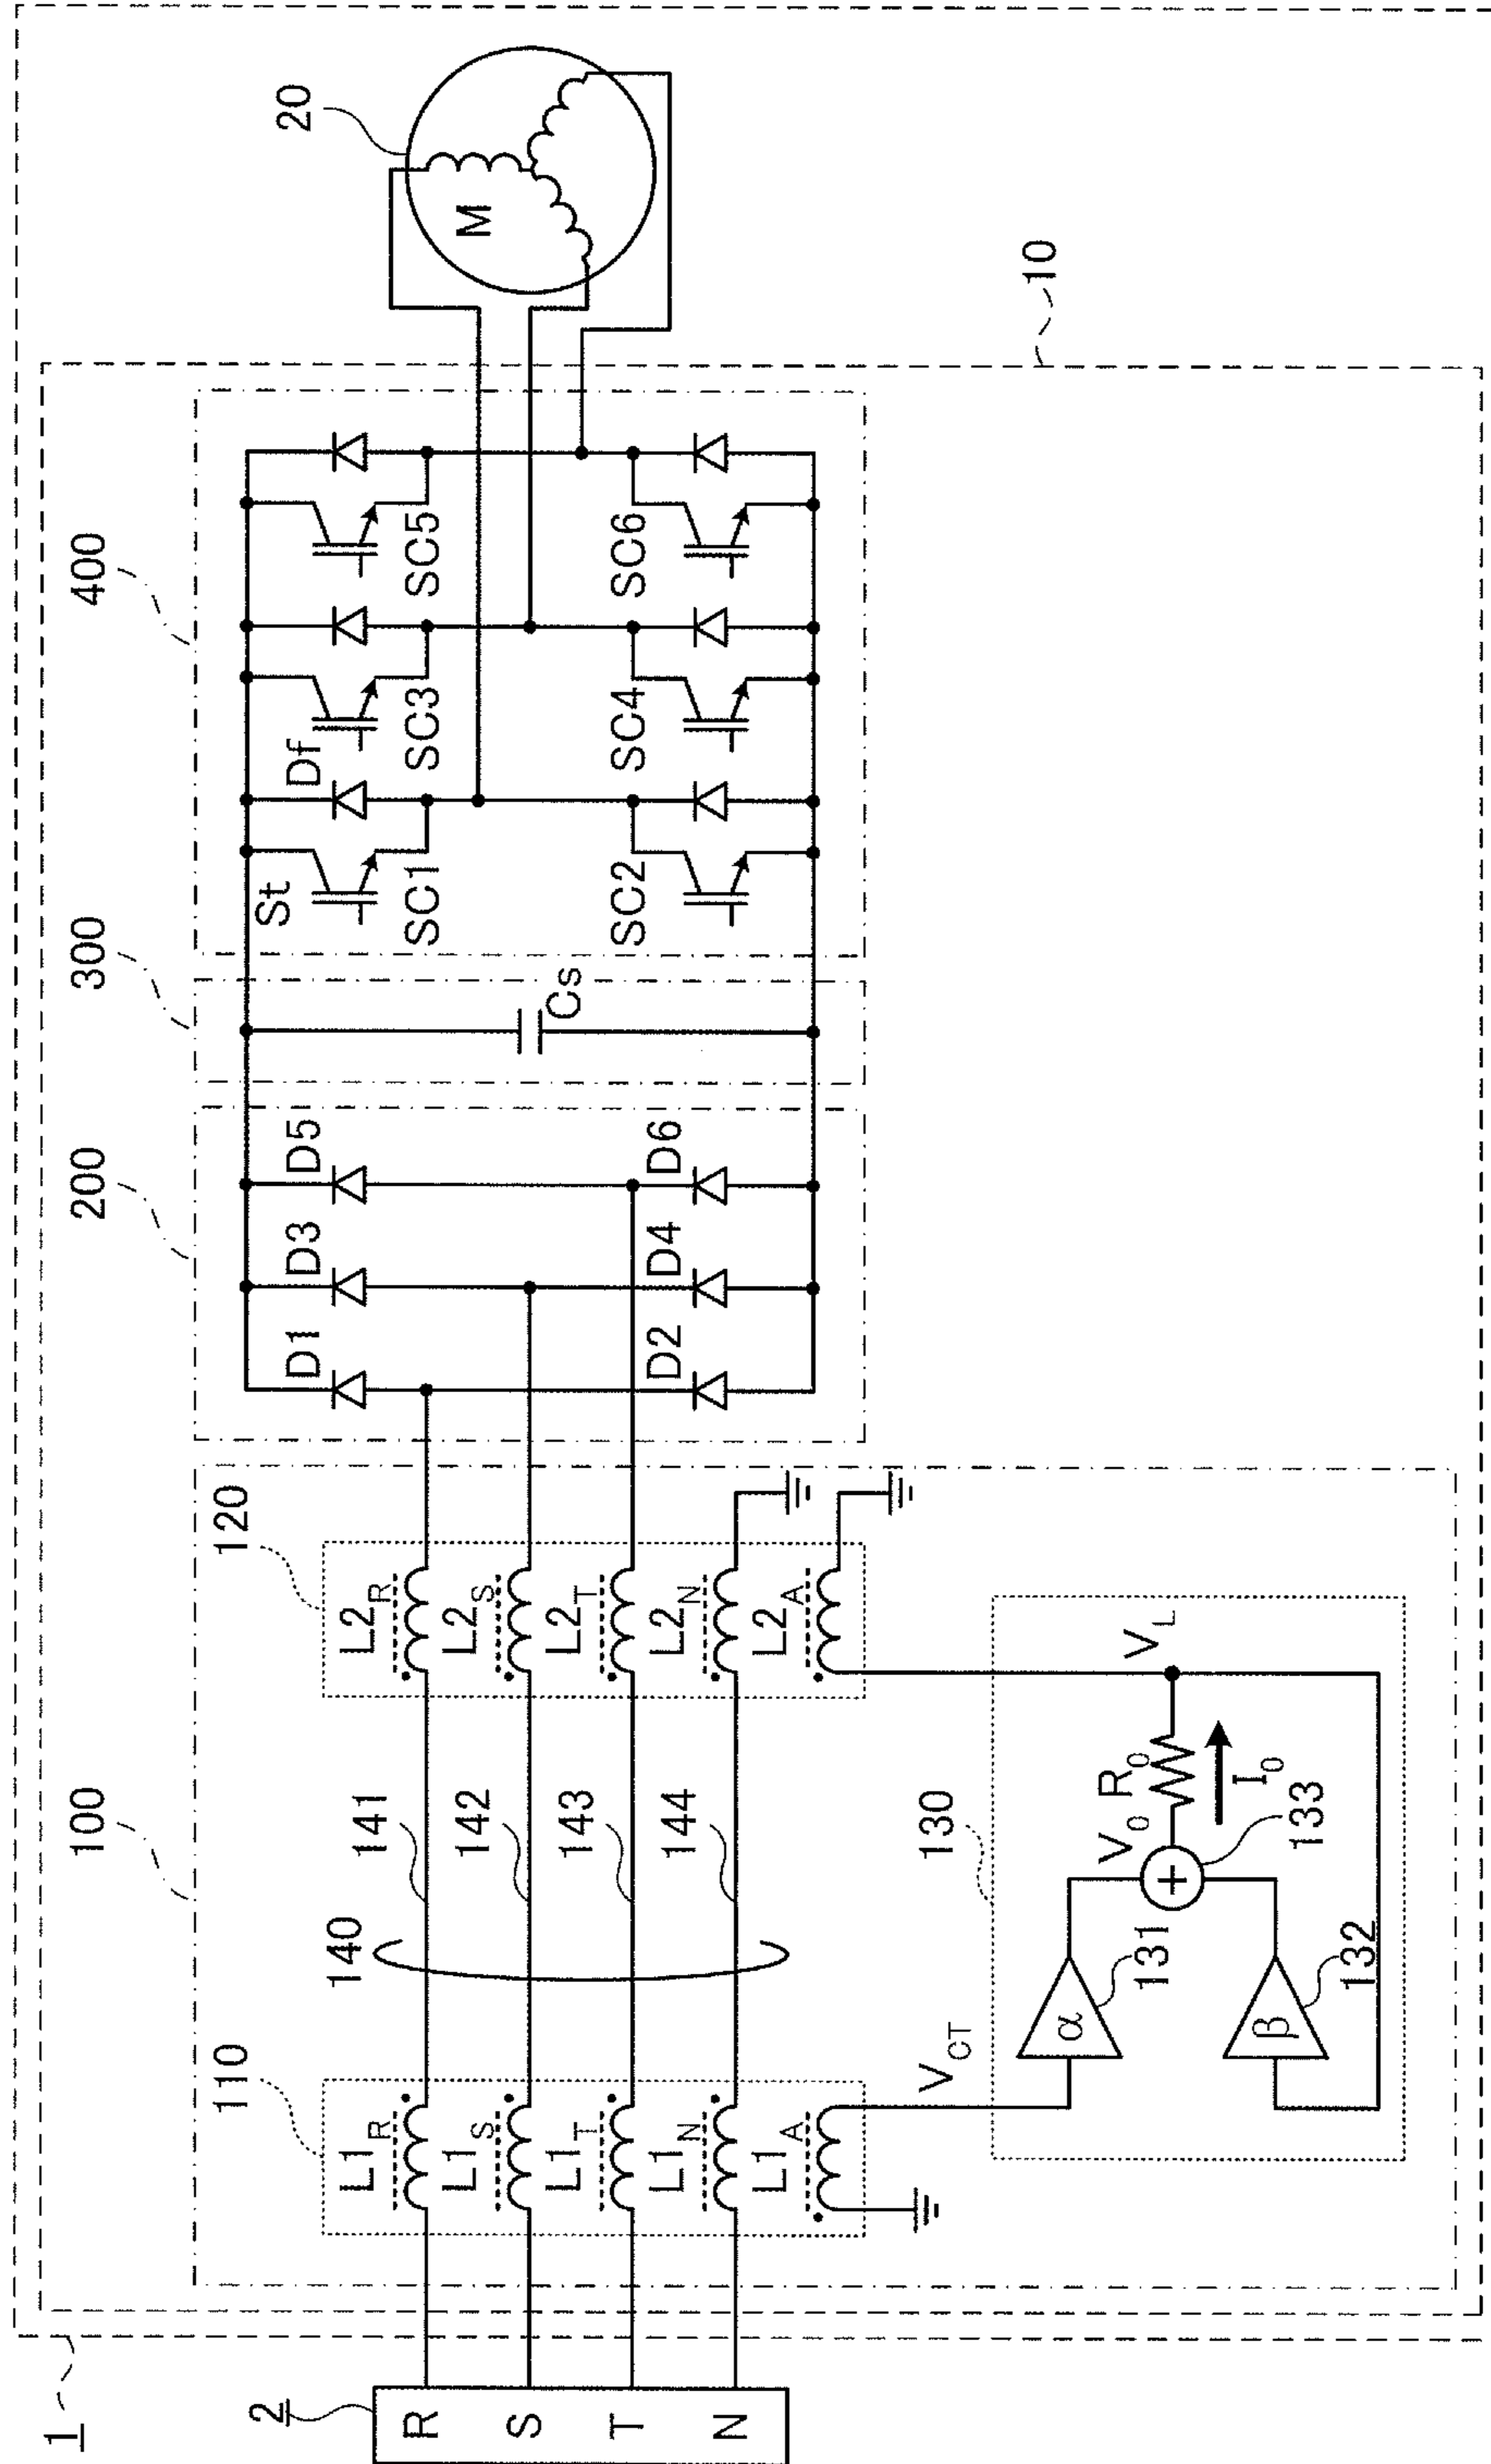 1
2
R
S
T
N
10
20
M
100
200
300
400
110
120
L1R
L1S
L1T
L1N
L1A
L2R
L2S
L2T
L2N
L2A
140
141
142
143
144
VCT
130
α
131
β
132
V0
R0
I0
133
VL
D1
D3
D5
D2
D4
D6
Cs
St
Df
SC1
SC3
SC5
SC2
SC4
SC6